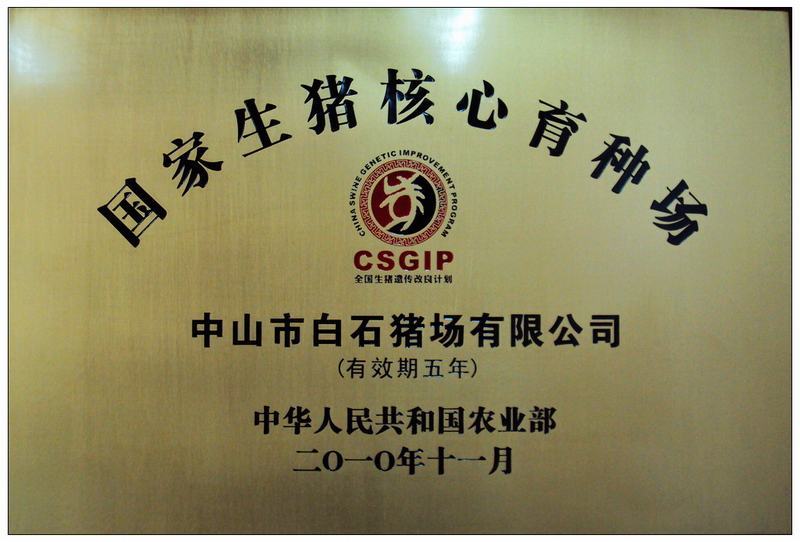 国家生猪核心育种场
CHINA SWINE GENETIC IMPROVEMENT PROGRAM
CSGIP
全国生猪遗传改良计划
中山市白石猪场有限公司
(有效期五年)
中华人民共和国农业部
二〇一〇年十一月